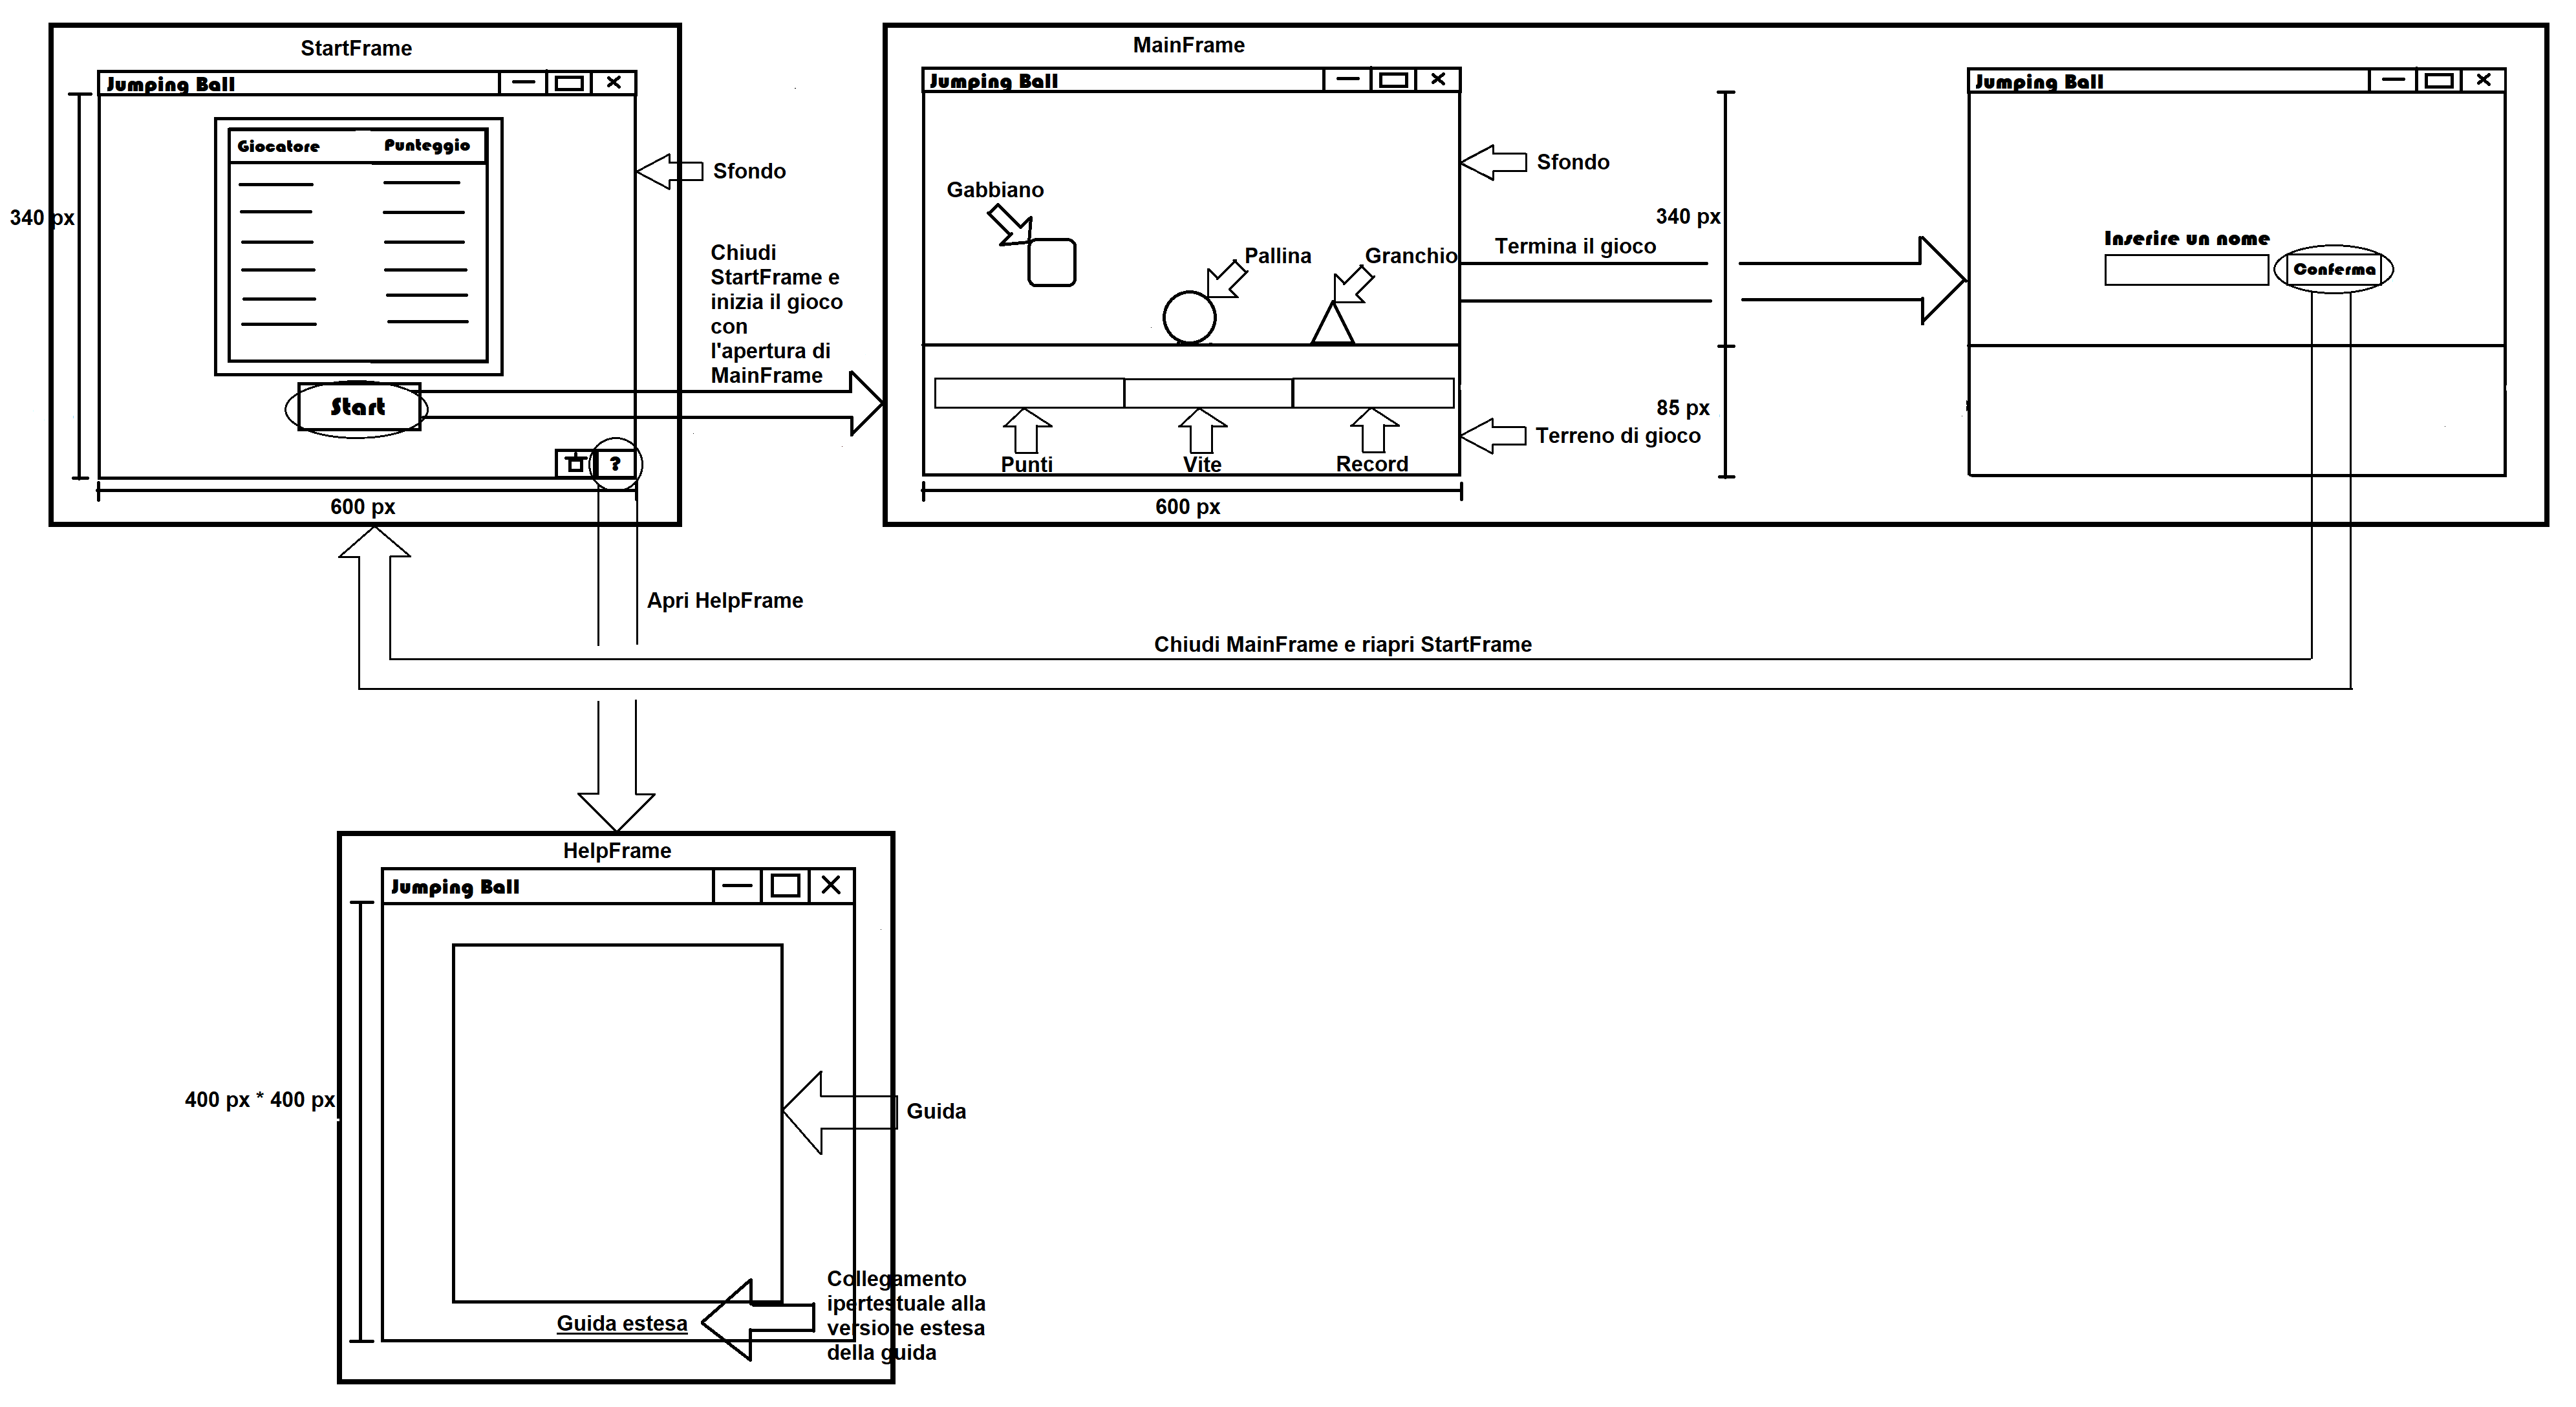 StartFrame
Jumping Ball
Giocatore Punteggio
340 px
Sfondo
Start
?
600 px
Chiudi
StartFrame e
inizia il gioco
con
l'apertura di
MainFrame
MainFrame
Jumping Ball
Sfondo
Gabbiano
Pallina
Granchio
Punti
Vite
Record
Terreno di gioco
600 px
Termina il gioco
340 px
85 px
Jumping Ball
Inserire un nome
Conferma
Apri HelpFrame
Chiudi MainFrame e riapri StartFrame
HelpFrame
Jumping Ball
400 px * 400 px
Guida
Guida estesa
Collegamento
ipertestuale alla
versione estesa
della guida